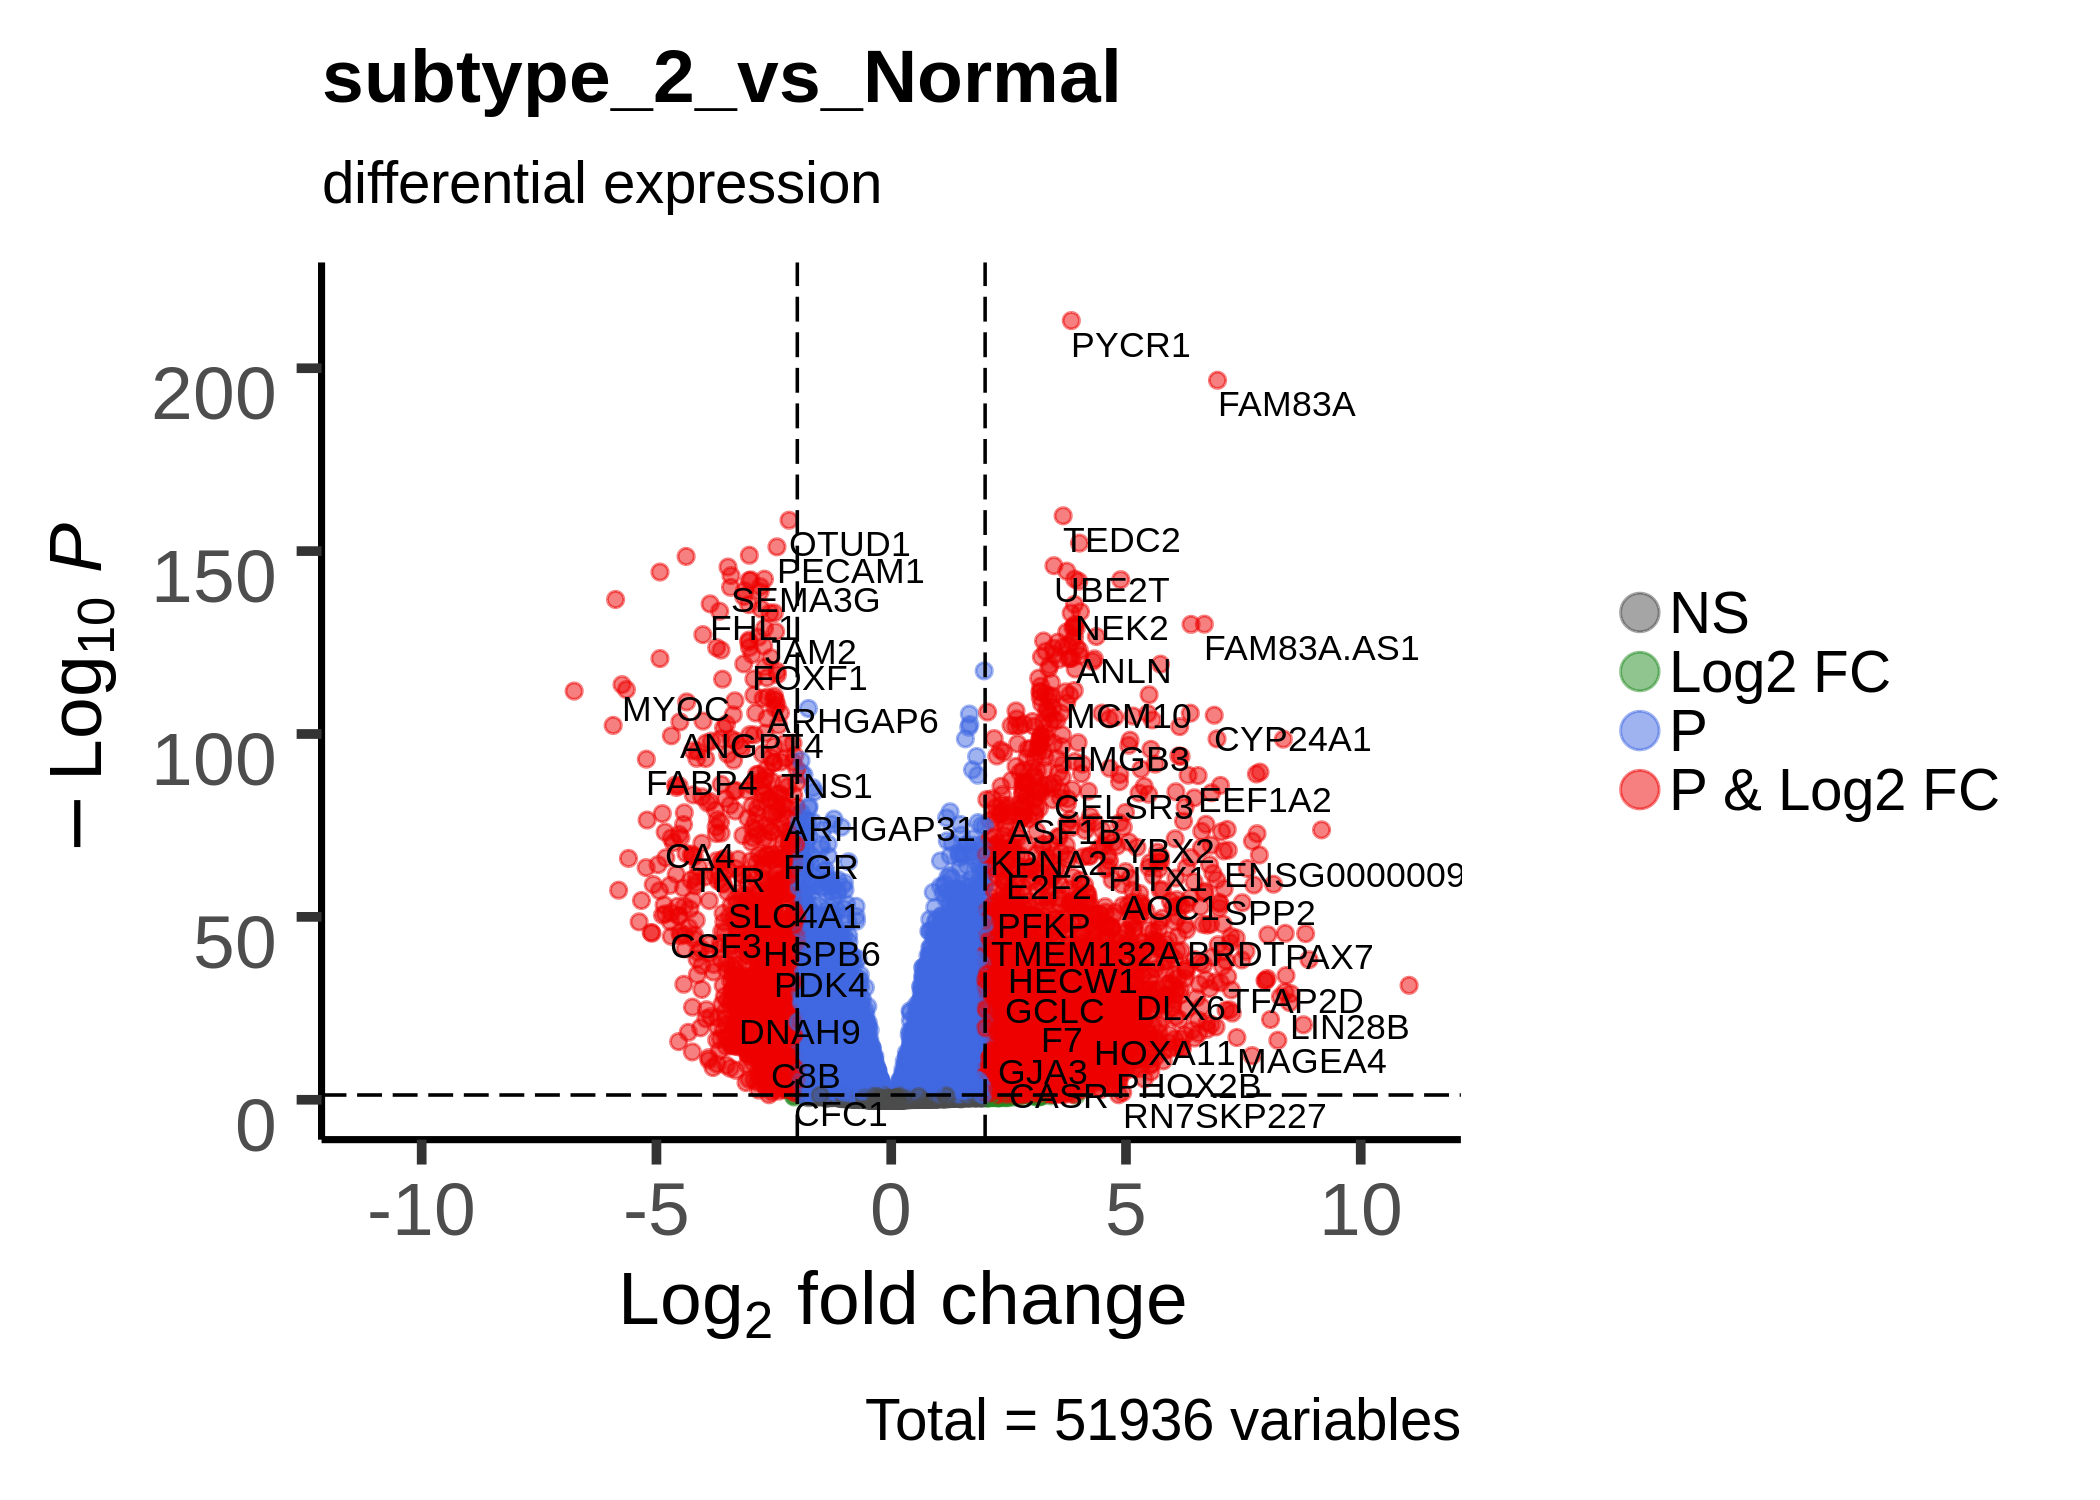 subtype_2_vs_Normal
differential expression
– Log10 P
200
150
100
50
0
PYCR1
FAM83A
OTUD1
TEDC2
PECAM1
UBE2T
SEMA3G
FHL1
NEK2
JAM2
FAM83A.AS1
FOXF1
ANLN
MYOC
ARHGAP6
MCM10
ANGPT4
HMGB3
CYP24A1
FABP4
TNS1
CELSR3
EEF1A2
ARHGAP31
ASF1B
CA4
FGR
KPNA2
YBX2
TNR
E2F2
PITX1
ENSG0000009
SLC4A1
PFKP
AOC1
SPP2
CSF3
HSPB6
TMEM132A
BRDT
PAX7
PDK4
HECW1
GCLC
DLX6
TFAP2D
DNAH9
F7
LIN28B
HOXA11
MAGEA4
C8B
GJA3
CASR
PHOX2B
CFC1
RN7SKP227
-10
-5
0
5
10
Log2 fold change
NS
Log2 FC
P
P & Log2 FC
Total = 51936 variables